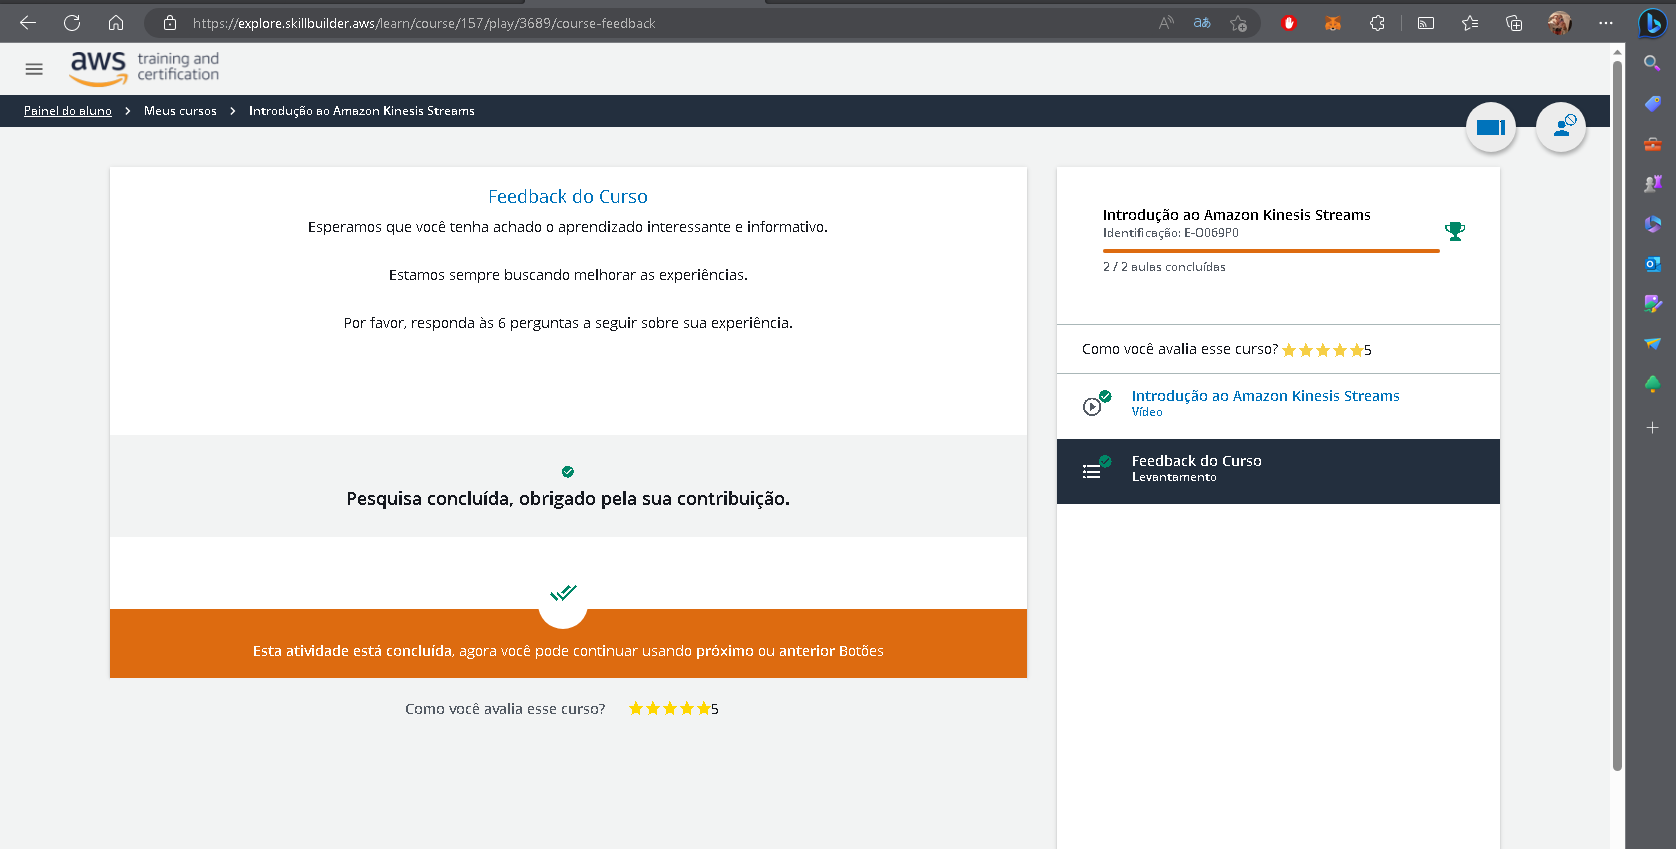 https://explore.skillbuilder.aws/learn/course/157/play/3689/course-feedback
aws training and certification
Painel do aluno > Meus cursos > Introdução ao Amazon Kinesis Streams
Feedback do Curso
Esperamos que você tenha achado o aprendizado interessante e informativo.
Estamos sempre buscando melhorar as experiências.
Por favor, responda às 6 perguntas a seguir sobre sua experiência.
Pesquisa concluída, obrigado pela sua contribuição.
Esta atividade está concluída, agora você pode continuar usando próximo ou anterior Botões
Como você avalia esse curso? 5
Introdução ao Amazon Kinesis Streams
Identificação: E-O069P0
2 / 2 aulas concluídas
Como você avalia esse curso? 5
Introdução ao Amazon Kinesis Streams
Vídeo
Feedback do Curso
Levantamento